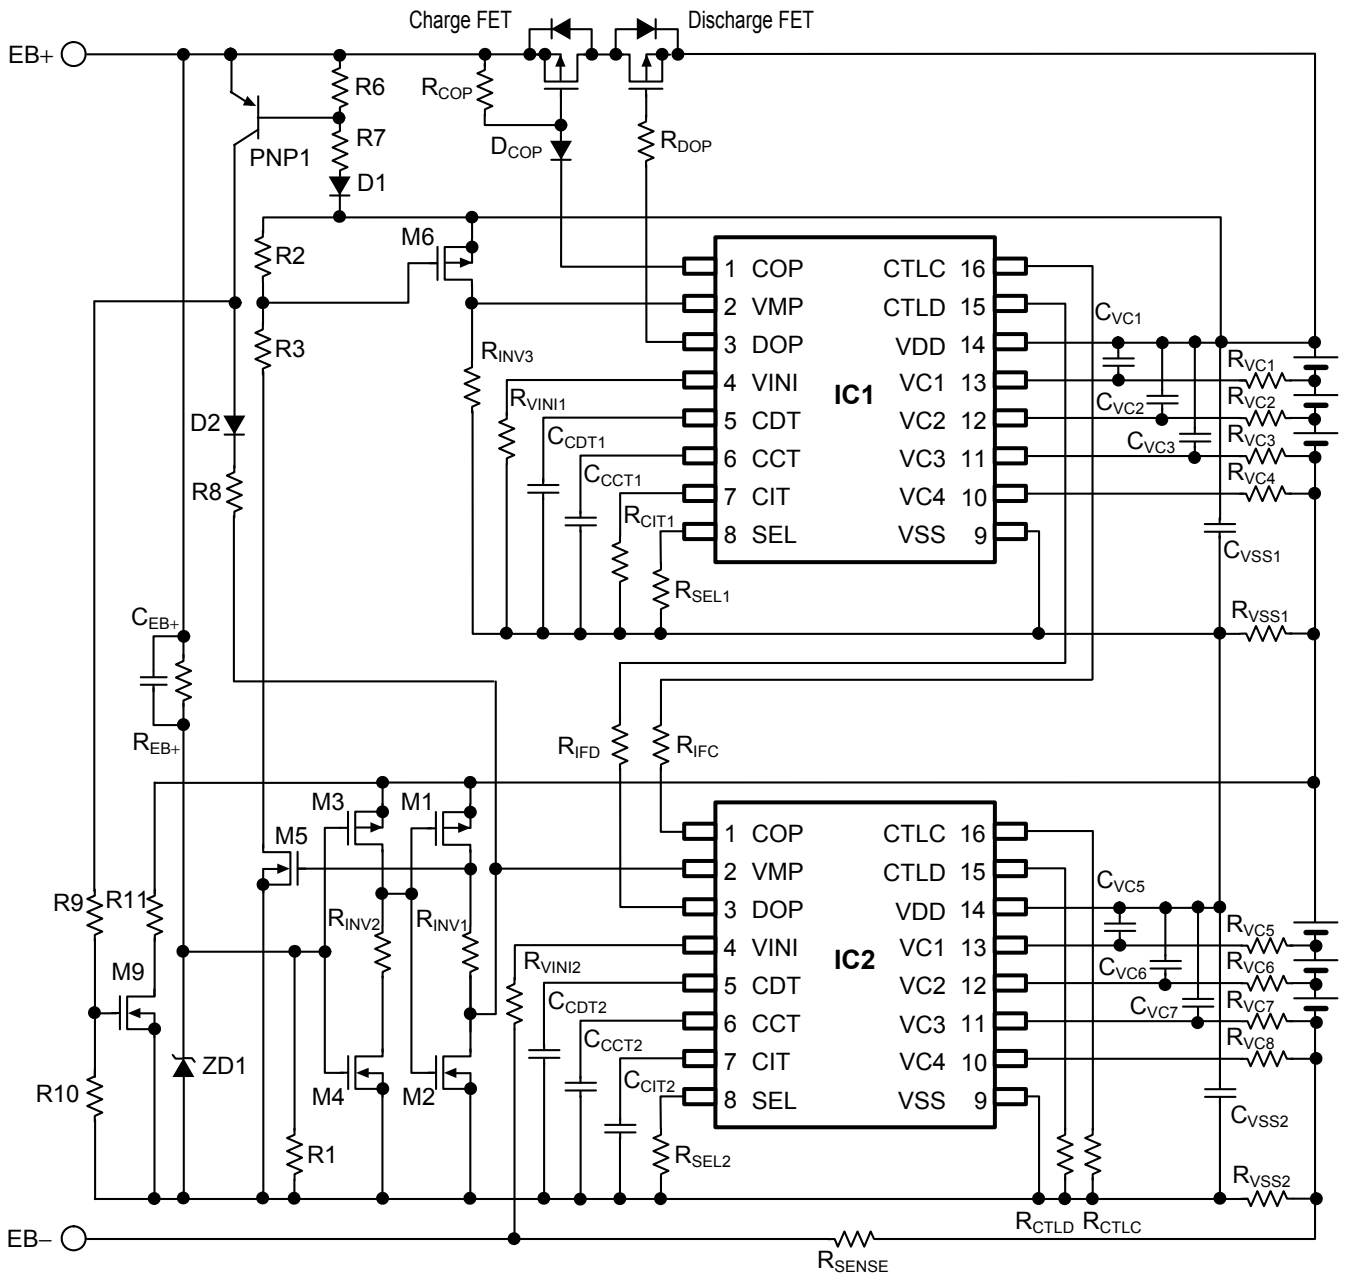 Charge FET
Discharge FET
EB+
R6
RCOP
R7
PNP1
DCOP
RDOP
D1
M6
R2
R3
1 COP
2 VMP
3 DOP
4 VINI
5 CDT
6 CCT
7 CIT
8 SEL
IC1
CTLC 16
CTLD 15
VDD 14
VC1 13
VC2 12
VC3 11
VC4 10
VSS 9
CVC1
CVC2
CVC3
RVC1
RVC2
RVC3
RVC4
RINV3
RVINI1
CCDT1
CCCT1
RCIT1
RSEL1
CVSS1
RVSS1
D2
R8
CEB+
REB+
RIFD
RIFC
M3
M1
M5
R9
R11
RINV2
RINV1
M9
R10
ZD1
M4
M2
R1
1 COP
2 VMP
3 DOP
4 VINI
5 CDT
6 CCT
7 CIT
8 SEL
IC2
CTLC 16
CTLD 15
VDD 14
VC1 13
VC2 12
VC3 11
VC4 10
VSS 9
CVC5
CVC6
CVC7
RVC5
RVC6
RVC7
RVC8
RVINI2
CCDT2
CCCT2
CCIT2
RSEL2
CVSS2
RVSS2
RCTLD
RCTLC
EB−
RSENSE